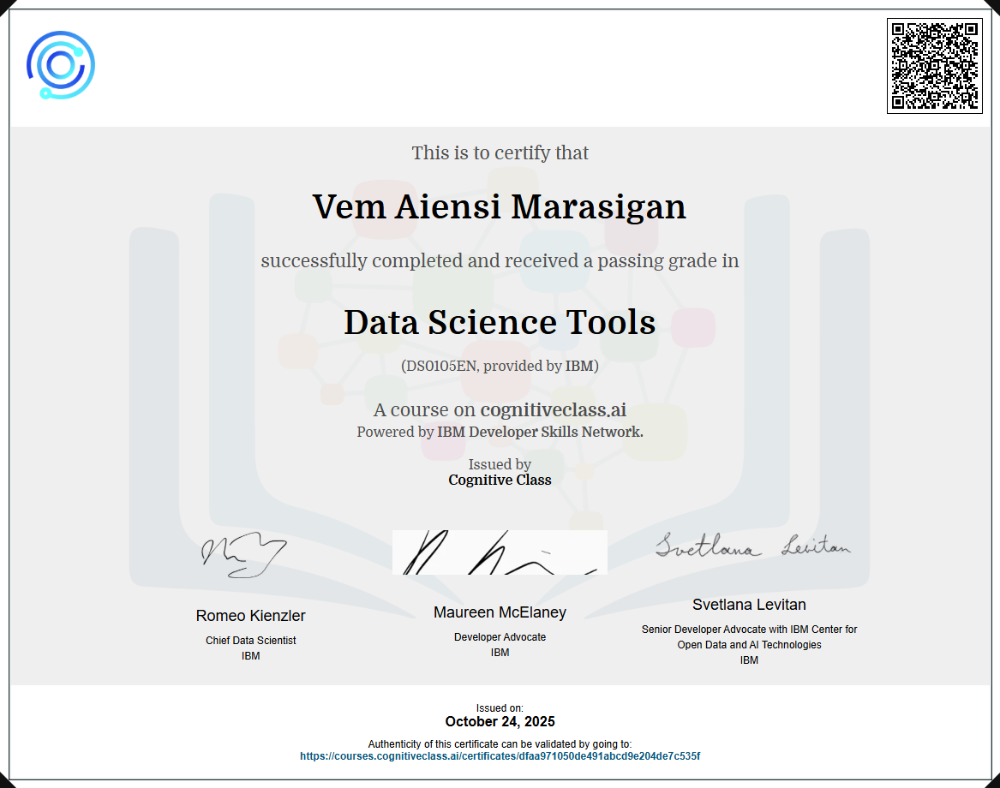 This is to certify that
Vem Aiensi Marasigan
successfully completed and received a passing grade in
Data Science Tools
(DS0105EN, provided by IBM)
A course on cognitiveclass.ai
Powered by IBM Developer Skills Network.
Issued by
Cognitive Class
Svetlana Levitan
Romeo Kienzler
Chief Data Scientist
IBM
Maureen McElaney
Developer Advocate
IBM
Svetlana Levitan
Senior Developer Advocate with IBM Center for
Open Data and AI Technologies
IBM
Issued on:
October 24, 2025
Authenticity of this certificate can be validated by going to:
https://courses.cognitiveclass.ai/certificates/dfaa971050de491abcd9e204de7c535f